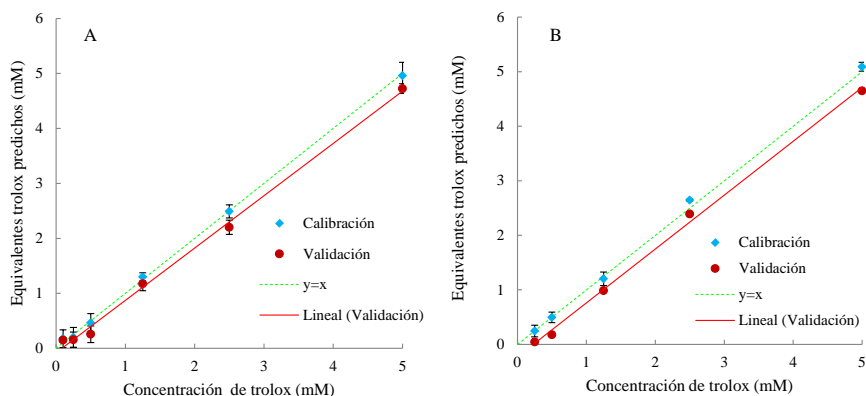 A
Equivalentes trolox predichos (mM)
6
5
4
3
2
1
0
Calibración
Validación
y=x
Lineal (Validación)
0 1 2 3 4 5
Concentración de trolox (mM)
B
Equivalentes trolox predichos (mM)
6
5
4
3
2
1
0
Calibración
Validación
y=x
Lineal (Validación)
0 1 2 3 4 5
Concentración de trolox (mM)